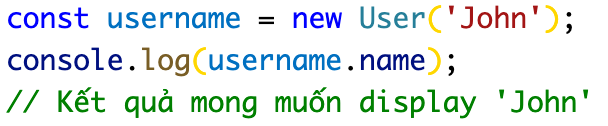 const username = new User('John');
console.log(username.name);
// Kết quả mong muốn display 'John'